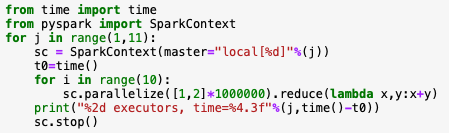 from time import time
from pyspark import SparkContext
for j in range(1,11):
    sc = SparkContext(master="local[%d]"%(j))
    t0=time()
    for i in range(10):
        sc.parallelize([1,2]*1000000).reduce(lambda x,y:x+y)
    print("%2d executors, time=%4.3f"%(j,time()-t0))
    sc.stop()